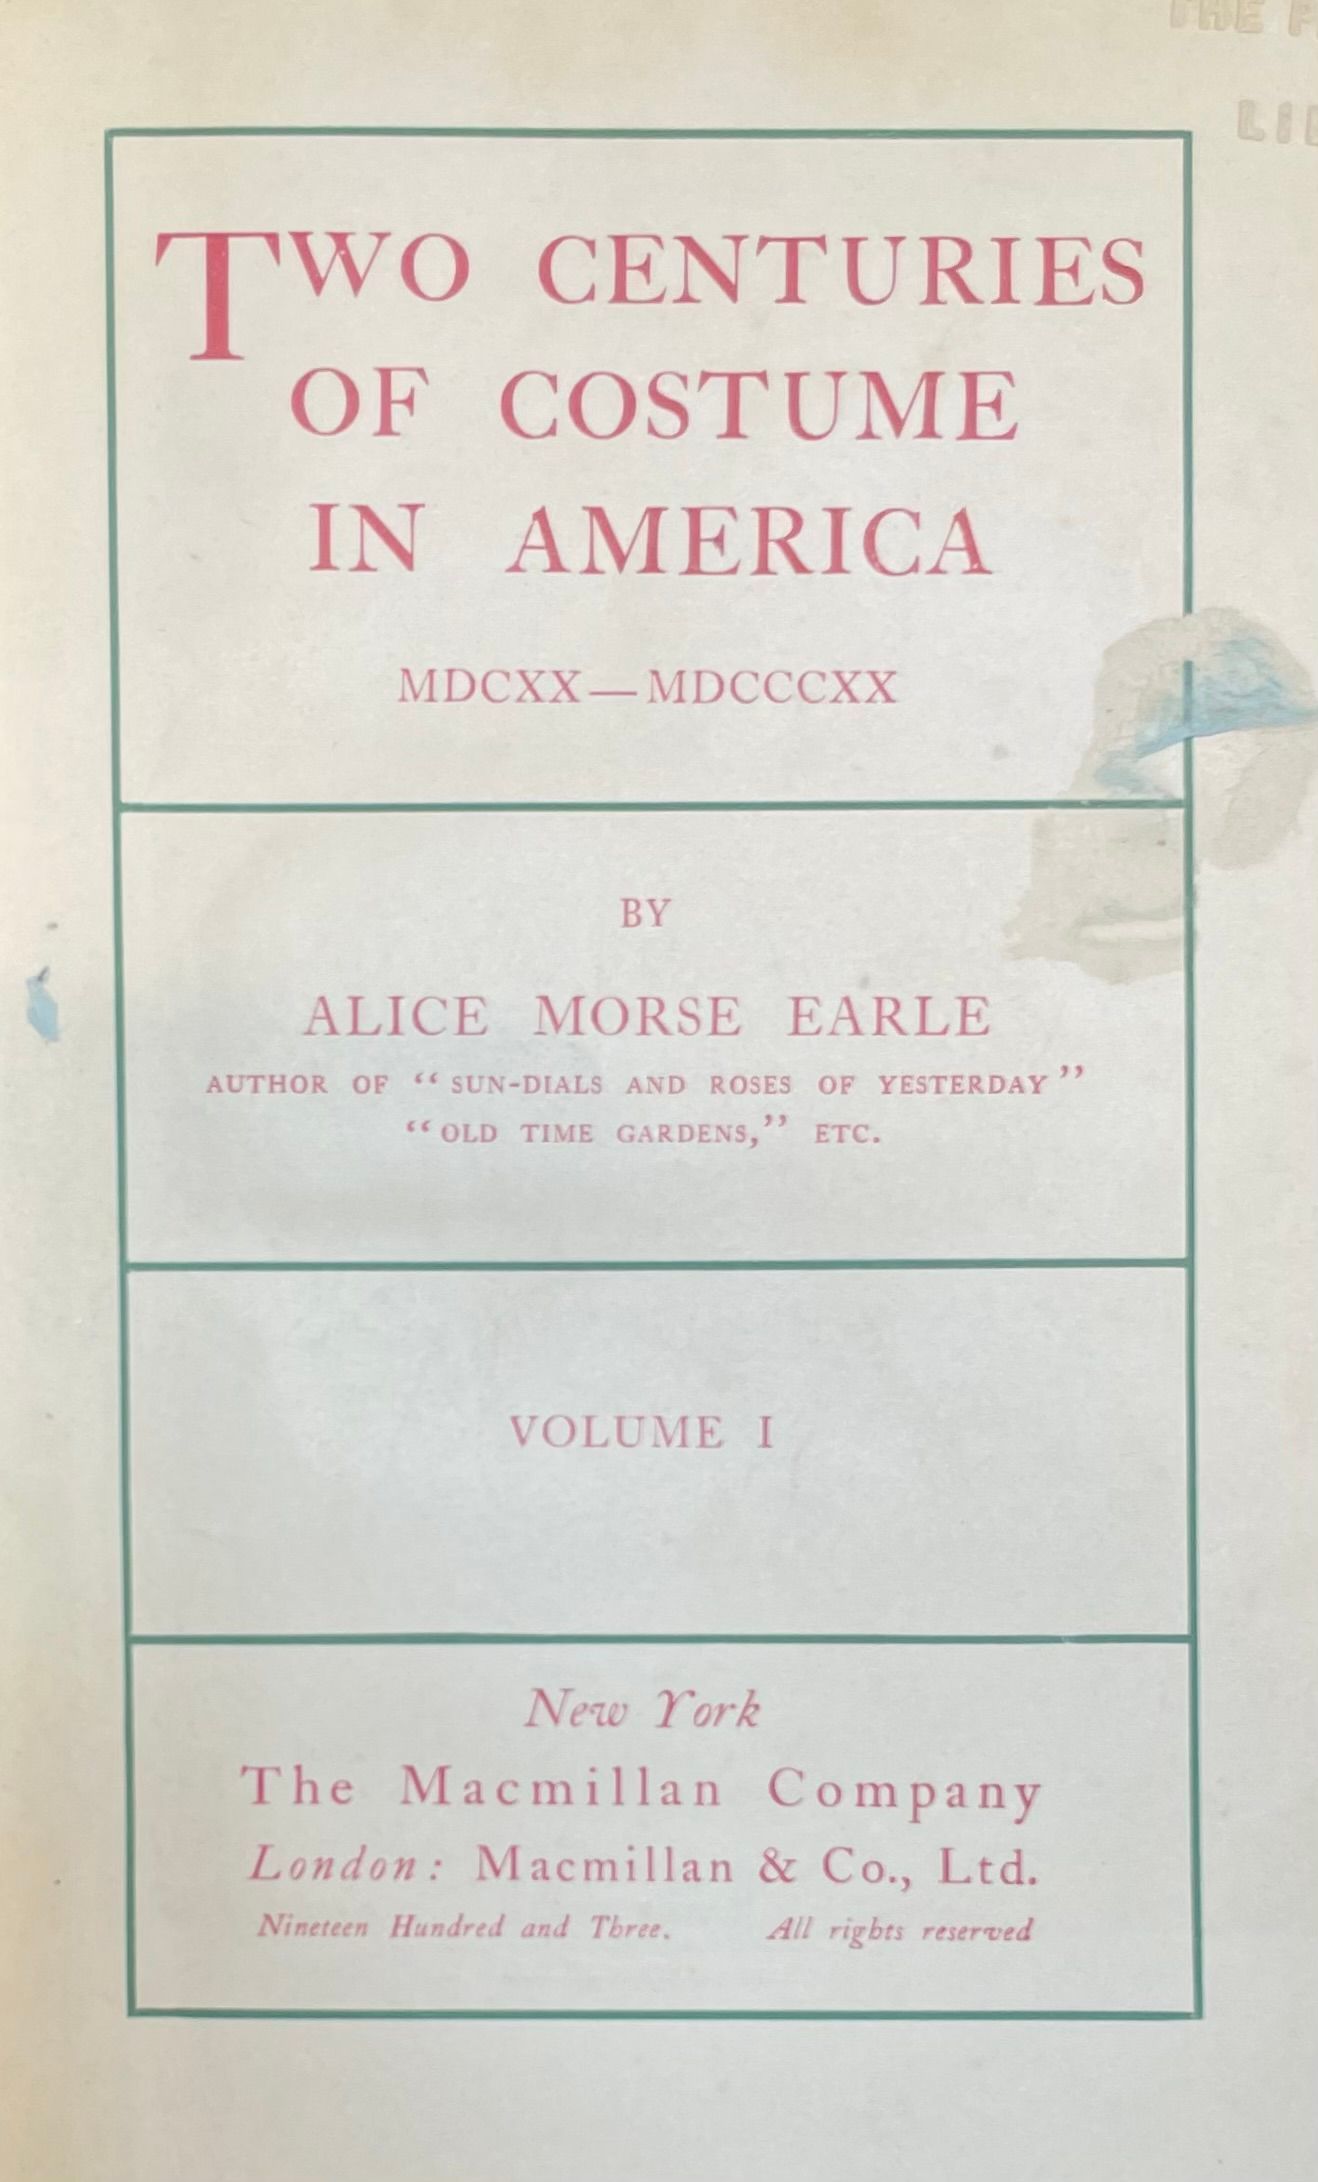 THE
LI
TWO CENTURIES
OF COSTUME
IN AMERICA
MDCXX—MDCCCXX
BY
ALICE MORSE EARLE
AUTHOR OF “SUN-DIALS AND ROSES OF YESTERDAY”
“OLD TIME GARDENS,” ETC.
VOLUME I
New York
The Macmillan Company
London: Macmillan & Co., Ltd.
Nineteen Hundred and Three. All rights reserved